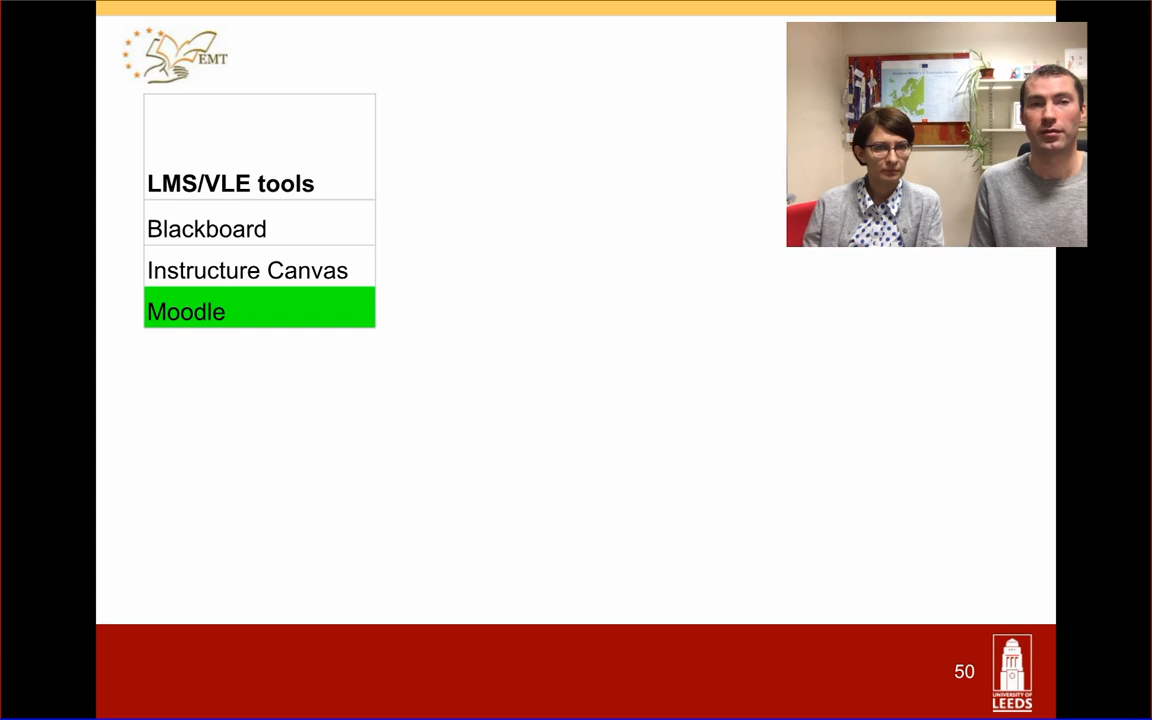 EMT
LMS/VLE tools
Blackboard
Instructure Canvas
Moodle
50
UNIVERSITY OF
LEEDS